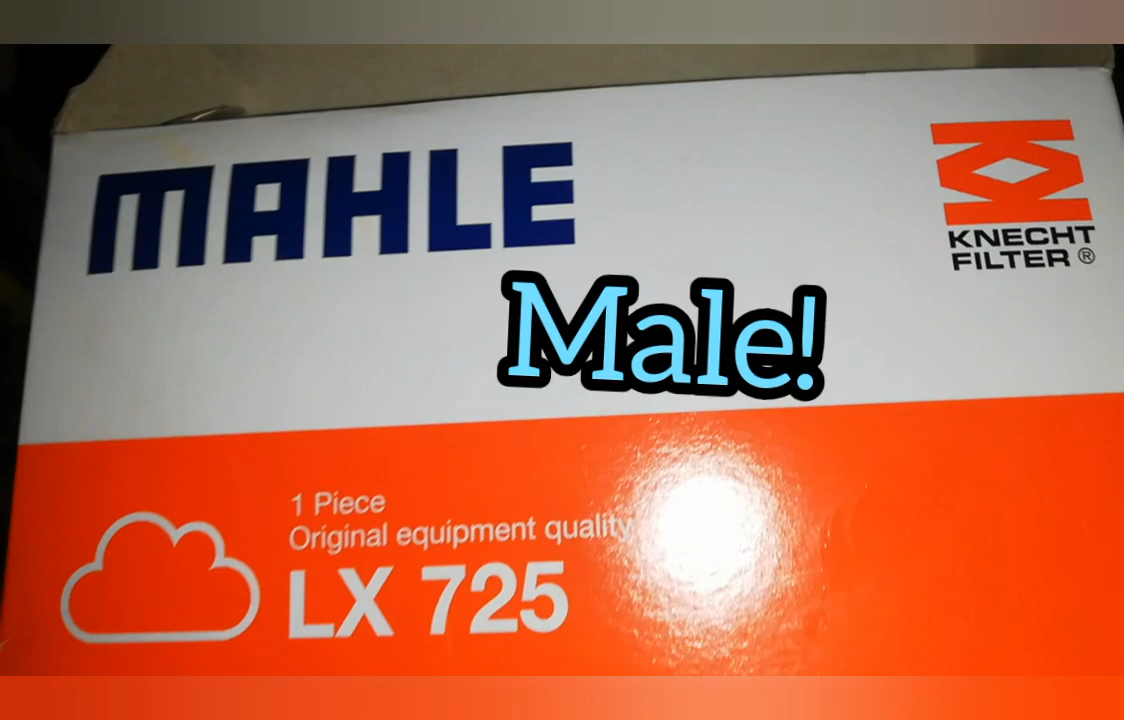 MAHLE
KNECHT
FILTER®
Male!
1 Piece
Original equipment quality
LX 725